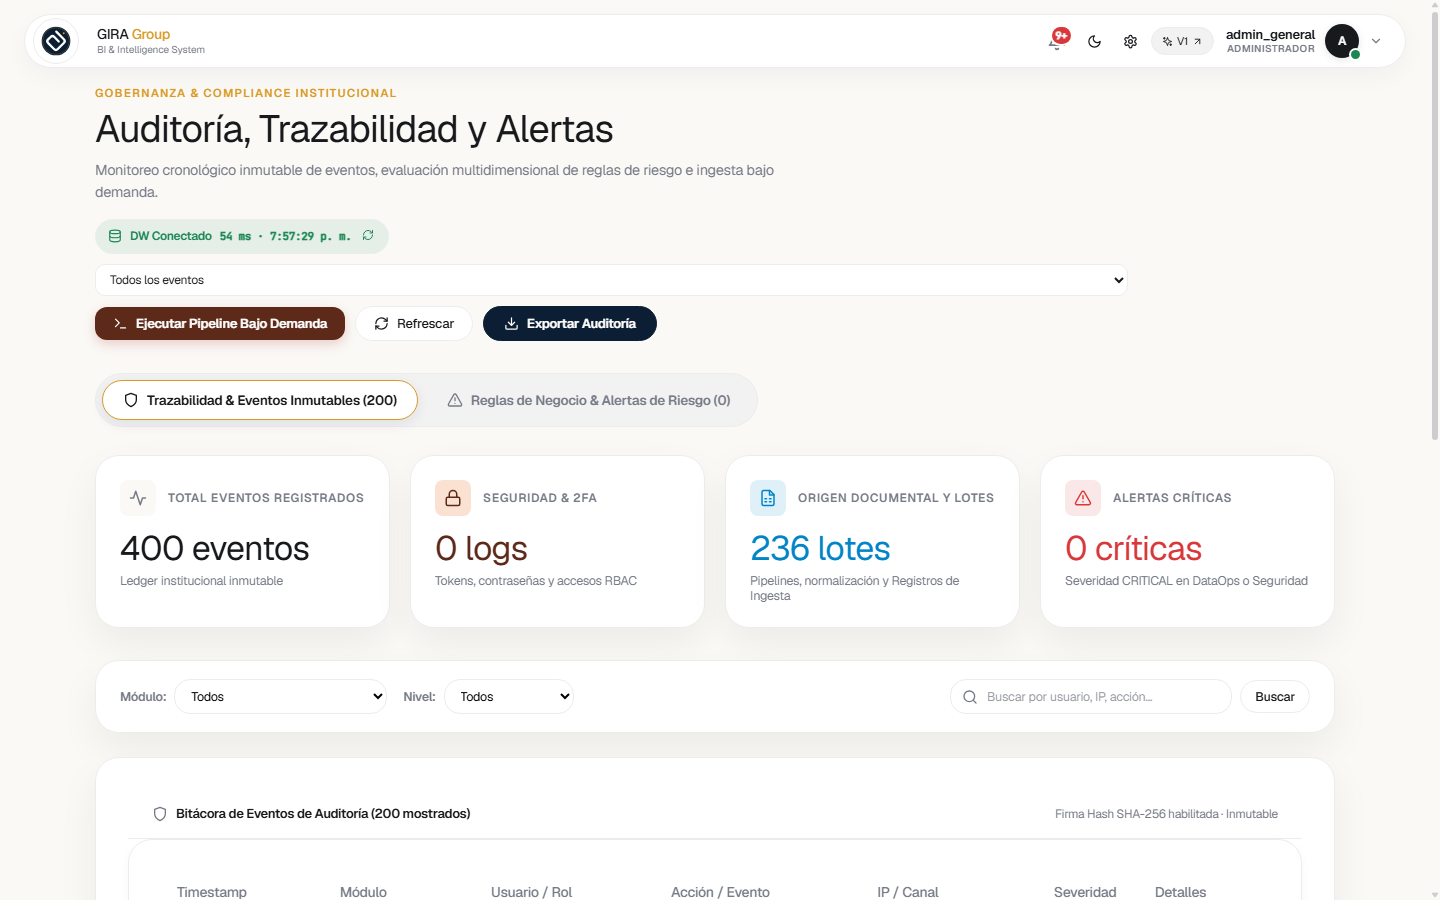 GIRA Group
BI & Intelligence System
9+
V1
admin_general
ADMINISTRADOR
A
GOBERNANZA & COMPLIANCE INSTITUCIONAL
Auditoría, Trazabilidad y Alertas
Monitoreo cronológico inmutable de eventos, evaluación multidimensional de reglas de riesgo e ingesta bajo
demanda.
DW Conectado 54 ms · 7:57:29 p. m.
Todos los eventos
Ejecutar Pipeline Bajo Demanda
Refrescar
Exportar Auditoría
Trazabilidad & Eventos Inmutables (200)
Reglas de Negocio & Alertas de Riesgo (0)
TOTAL EVENTOS REGISTRADOS
400 eventos
Ledger institucional inmutable
SEGURIDAD & 2FA
0 logs
Tokens, contraseñas y accesos RBAC
ORIGEN DOCUMENTAL Y LOTES
236 lotes
Pipelines, normalización y Registros de
Ingesta
ALERTAS CRÍTICAS
0 críticas
Severidad CRITICAL en DataOps o Seguridad
Módulo:
Todos
Nivel:
Todos
Buscar por usuario, IP, acción...
Buscar
Bitácora de Eventos de Auditoría (200 mostrados)
Firma Hash SHA-256 habilitada · Inmutable
Timestamp
Módulo
Usuario / Rol
Acción / Evento
IP / Canal
Severidad
Detalles